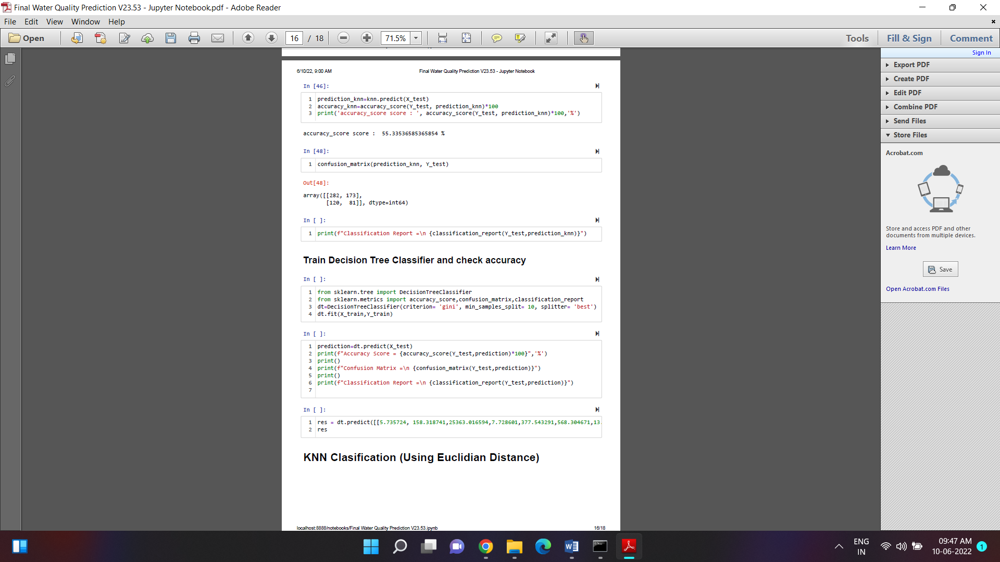 Final Water Quality Prediction V23.53 - Jupyter Notebook.pdf - Adobe Reader
File Edit View Window Help
Open 16 / 18 71.5% Tools Fill & Sign Comment
Sign In
Export PDF
Create PDF
Edit PDF
Combine PDF
Send Files
Store Files
Acrobat.com
Store and access PDF and other
documents from multiple devices.
Learn More
Save
Open Acrobat.com Files
6/10/22, 9:00 AM Final Water Quality Prediction V23.53 - Jupyter Notebook
In [46]:
1 prediction_knn=knn.predict(X_test)
2 accuracy_knn=accuracy_score(Y_test, prediction_knn)*100
3 print('accuracy_score score : ', accuracy_score(Y_test, prediction_knn)*100,'%')
accuracy_score score :  55.33536585365854 %
In [48]:
1 confusion_matrix(prediction_knn, Y_test)
Out[48]:
array([[282, 173],
[120,  81]], dtype=int64)
In [ ]:
1 print(f"Classification Report =\n {classification_report(Y_test,prediction_knn)}")
Train Decision Tree Classifier and check accuracy
In [ ]:
1 from sklearn.tree import DecisionTreeClassifier
2 from sklearn.metrics import accuracy_score,confusion_matrix,classification_report
3 dt=DecisionTreeClassifier(criterion= 'gini', min_samples_split= 10, splitter= 'best')
4 dt.fit(X_train,Y_train)
In [ ]:
1 prediction=dt.predict(X_test)
2 print(f"Accuracy Score = {accuracy_score(Y_test,prediction)*100}",'%')
3 print()
4 print(f"Confusion Matrix =\n {confusion_matrix(Y_test,prediction)}")
5 print()
6 print(f"Classification Report =\n {classification_report(Y_test,prediction)}")
7
In [ ]:
1 res = dt.predict([[5.735724, 158.318741,25363.016594,7.728601,377.543291,568.304671,13.
2 res
KNN Clasification (Using Euclidian Distance)
localhost:8888/notebooks/Final Water Quality Prediction V23.53.ipynb 16/18
ENG
IN
09:47 AM
10-06-2022
1